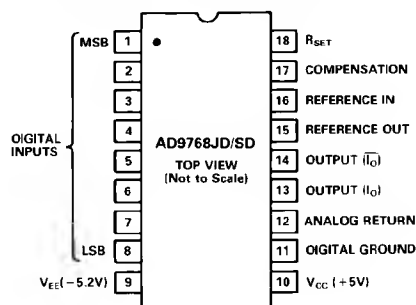 MSB 1
2
3
4
5
6
7
LSB 8
VEE(−5.2V) 9
OIGITAL
INPUTS
AD9768JD/SD
TOP VIEW
(Not to Scale)
18 RSET
17 COMPENSATION
16 REFERENCE IN
15 REFERENCE OUT
14 OUTPUT (I̅O̅)
13 OUTPUT (IO)
12 ANALOG RETURN
11 OIGITAL GROUND
10 VCC (+5V)